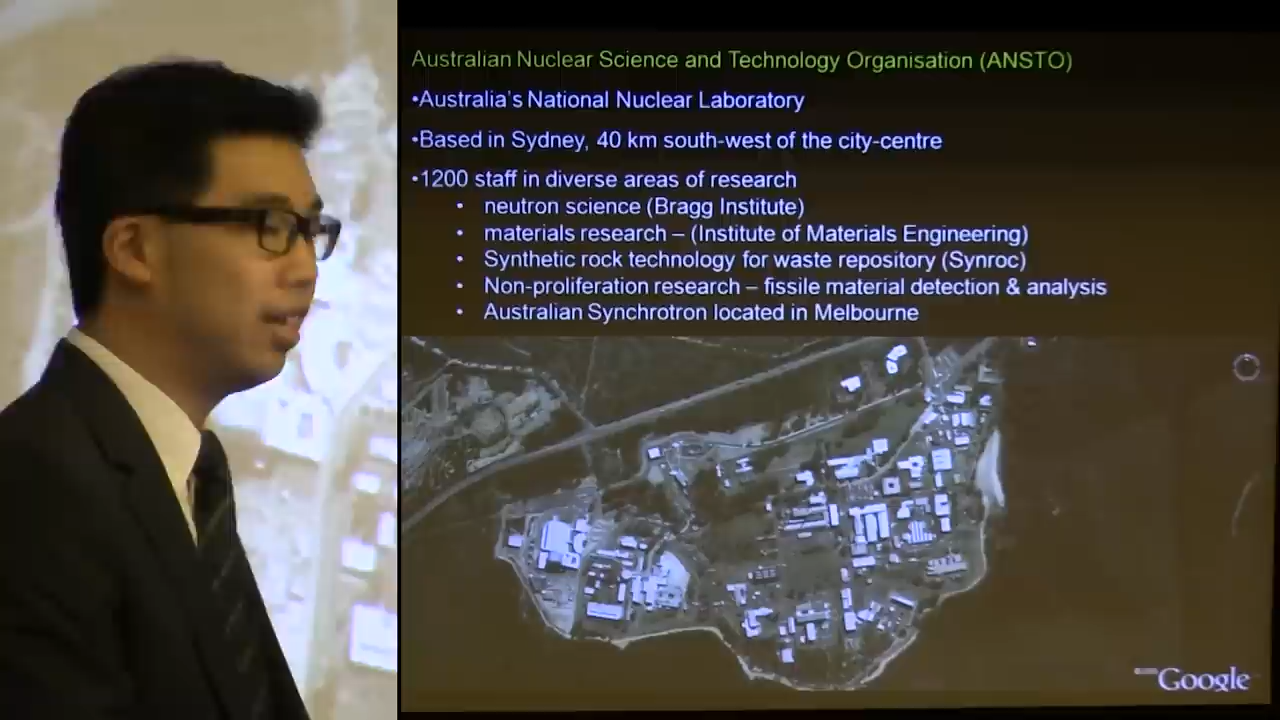 Australian Nuclear Science and Technology Organisation (ANSTO)
•Australia's National Nuclear Laboratory
•Based in Sydney, 40 km south-west of the city-centre
•1200 staff in diverse areas of research
• neutron science (Bragg Institute)
• materials research – (Institute of Materials Engineering)
• Synthetic rock technology for waste repository (Synroc)
• Non-proliferation research – fissile material detection & analysis
• Australian Synchrotron located in Melbourne
Google